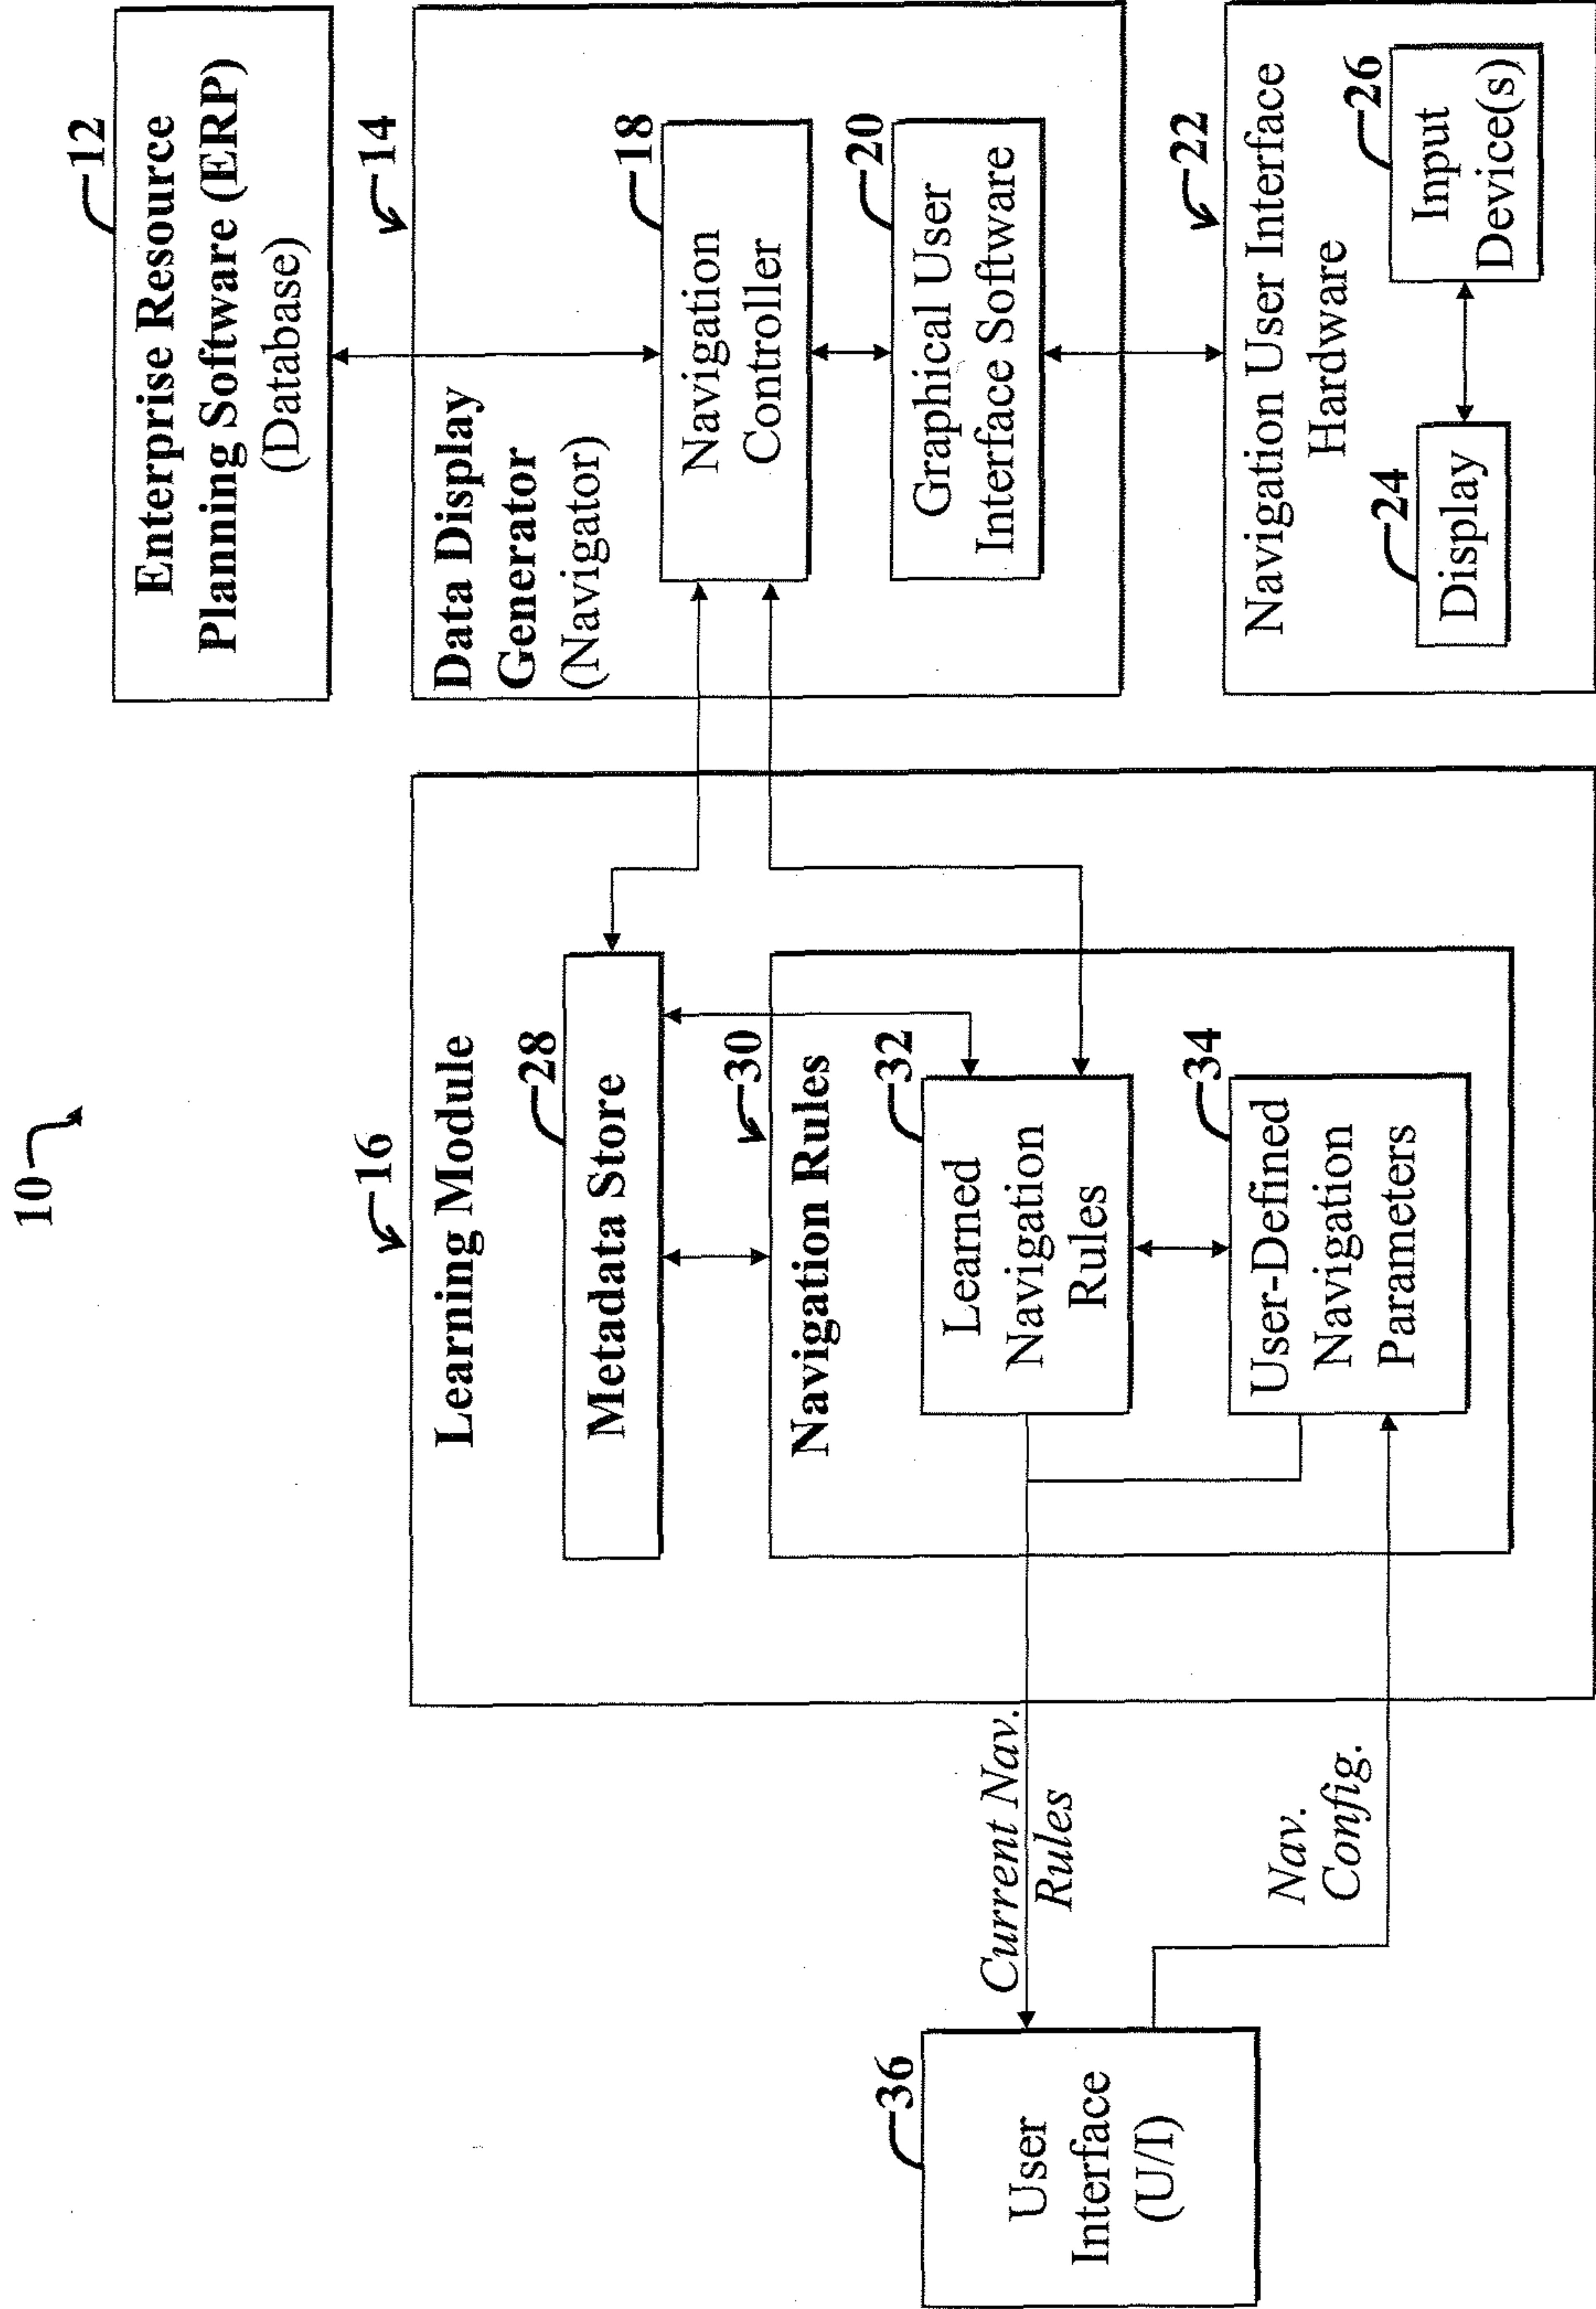 10
16
Learning Module
28
Metadata Store
30
Navigation Rules
32
Learned
Navigation
Rules
34
User-Defined
Navigation
Parameters
36
User
Interface
(U/I)
Current Nav.
Rules
Nav.
Config.
12
Enterprise Resource
Planning Software (ERP)
(Database)
14
Data Display
Generator
(Navigator)
18
Navigation
Controller
20
Graphical User
Interface Software
22
Navigation User Interface
Hardware
24
Display
26
Input
Device(s)